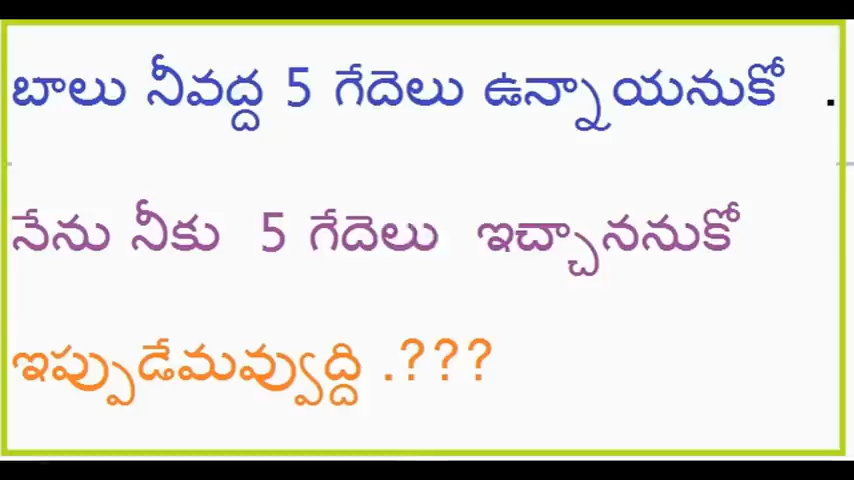 బాలు నీవద్ద 5 గేదెలు ఉన్నాయనుకో .
నేను నీకు 5 గేదెలు ఇచ్చాననుకో
ఇప్పుడేమవ్వుద్ది .???